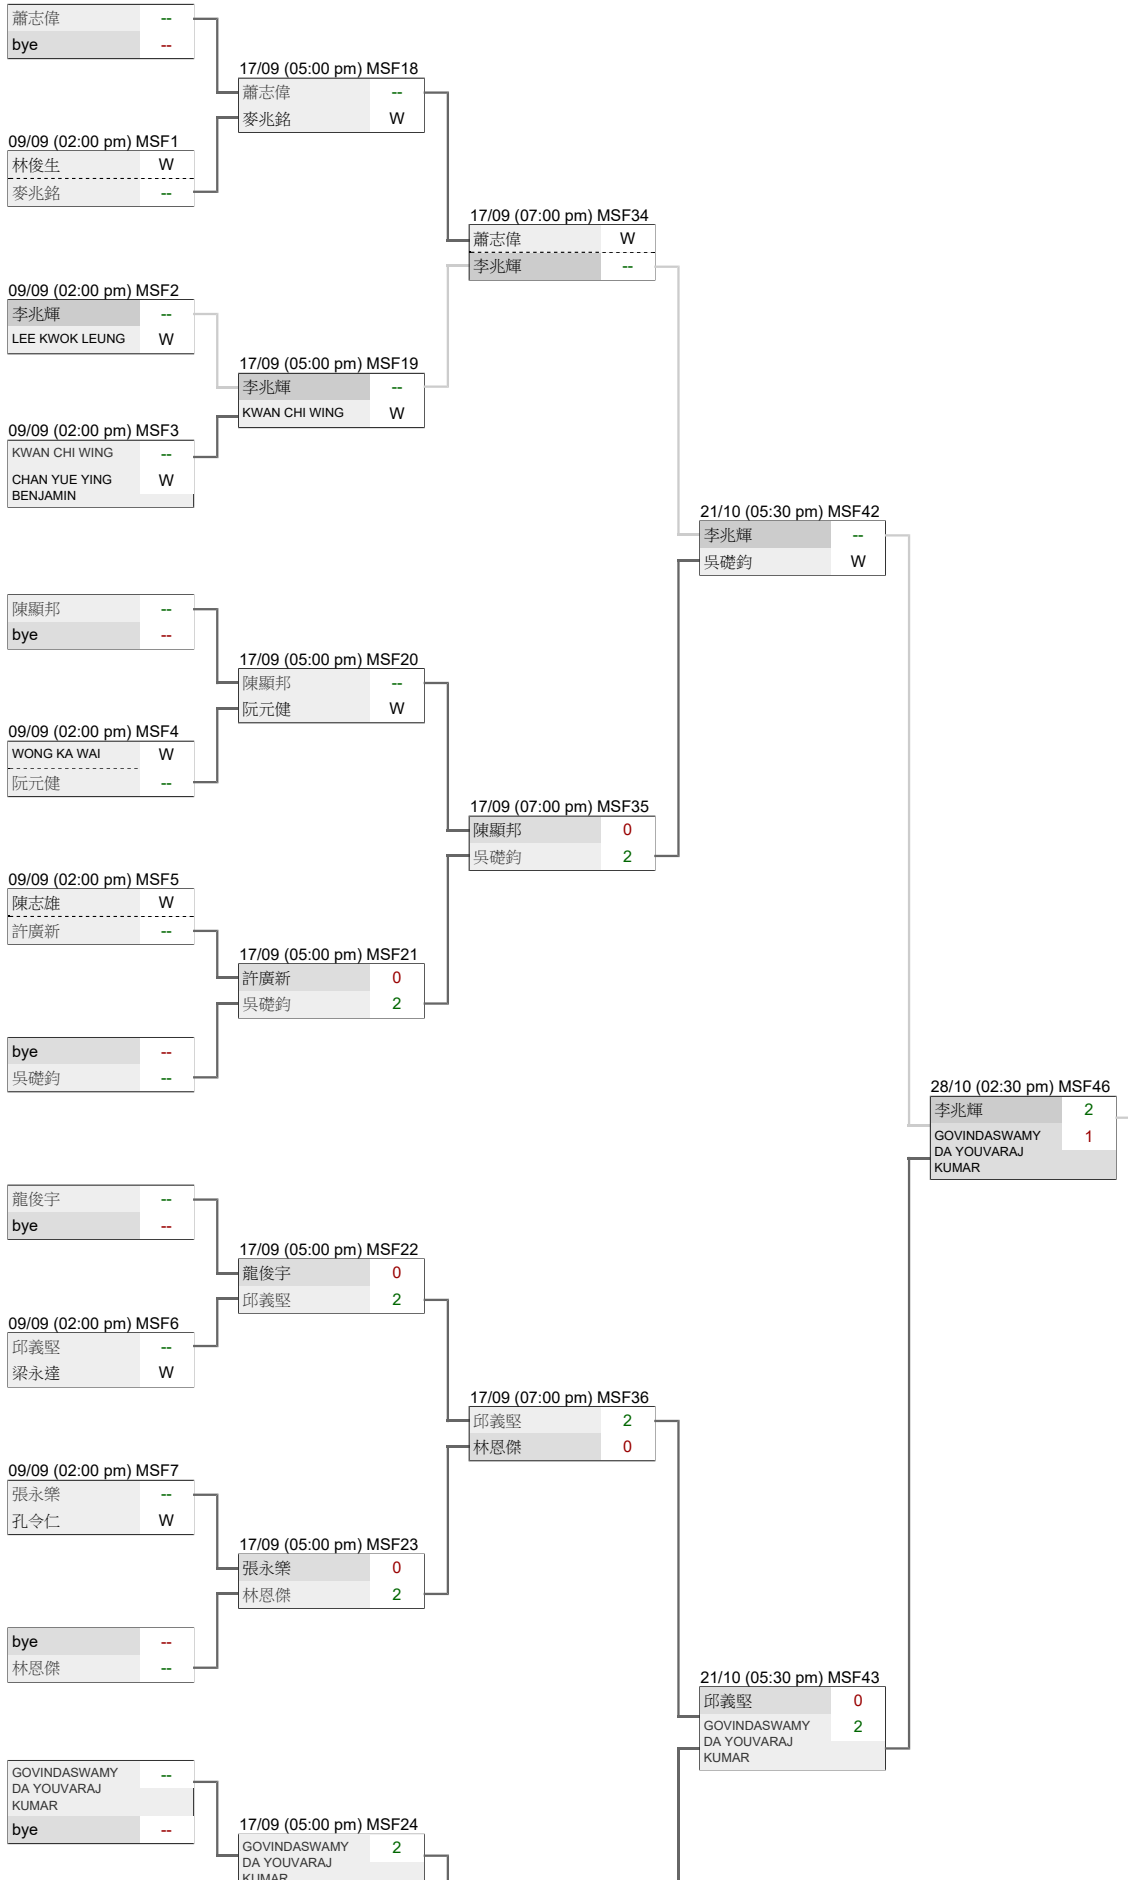 蕭志偉 --
bye --
17/09 (05:00 pm) MSF18
蕭志偉 --
麥兆銘 W
09/09 (02:00 pm) MSF1
林俊生 W
麥兆銘 --
17/09 (07:00 pm) MSF34
蕭志偉 W
李兆輝 --
09/09 (02:00 pm) MSF2
李兆輝 --
LEE KWOK LEUNG W
17/09 (05:00 pm) MSF19
李兆輝 --
KWAN CHI WING W
09/09 (02:00 pm) MSF3
KWAN CHI WING --
CHAN YUE YING W
BENJAMIN
21/10 (05:30 pm) MSF42
李兆輝 --
吳礎鈞 W
陳顯邦 --
bye --
17/09 (05:00 pm) MSF20
陳顯邦 --
阮元健 W
09/09 (02:00 pm) MSF4
WONG KA WAI W
阮元健 --
17/09 (07:00 pm) MSF35
陳顯邦 0
吳礎鈞 2
09/09 (02:00 pm) MSF5
陳志雄 W
許廣新 --
17/09 (05:00 pm) MSF21
許廣新 0
吳礎鈞 2
bye --
吳礎鈞 --
28/10 (02:30 pm) MSF46
李兆輝 2
GOVINDASWAMY 1
DA YOUVARAJ
KUMAR
龍俊宇 --
bye --
17/09 (05:00 pm) MSF22
龍俊宇 0
邱義堅 2
09/09 (02:00 pm) MSF6
邱義堅 --
梁永達 W
17/09 (07:00 pm) MSF36
邱義堅 2
林恩傑 0
09/09 (02:00 pm) MSF7
張永樂 --
孔令仁 W
17/09 (05:00 pm) MSF23
張永樂 0
林恩傑 2
bye --
林恩傑 --
21/10 (05:30 pm) MSF43
邱義堅 0
GOVINDASWAMY 2
DA YOUVARAJ
KUMAR
GOVINDASWAMY --
DA YOUVARAJ
KUMAR
bye --
17/09 (05:00 pm) MSF24
GOVINDASWAMY 2
DA YOUVARAJ
KUMAR